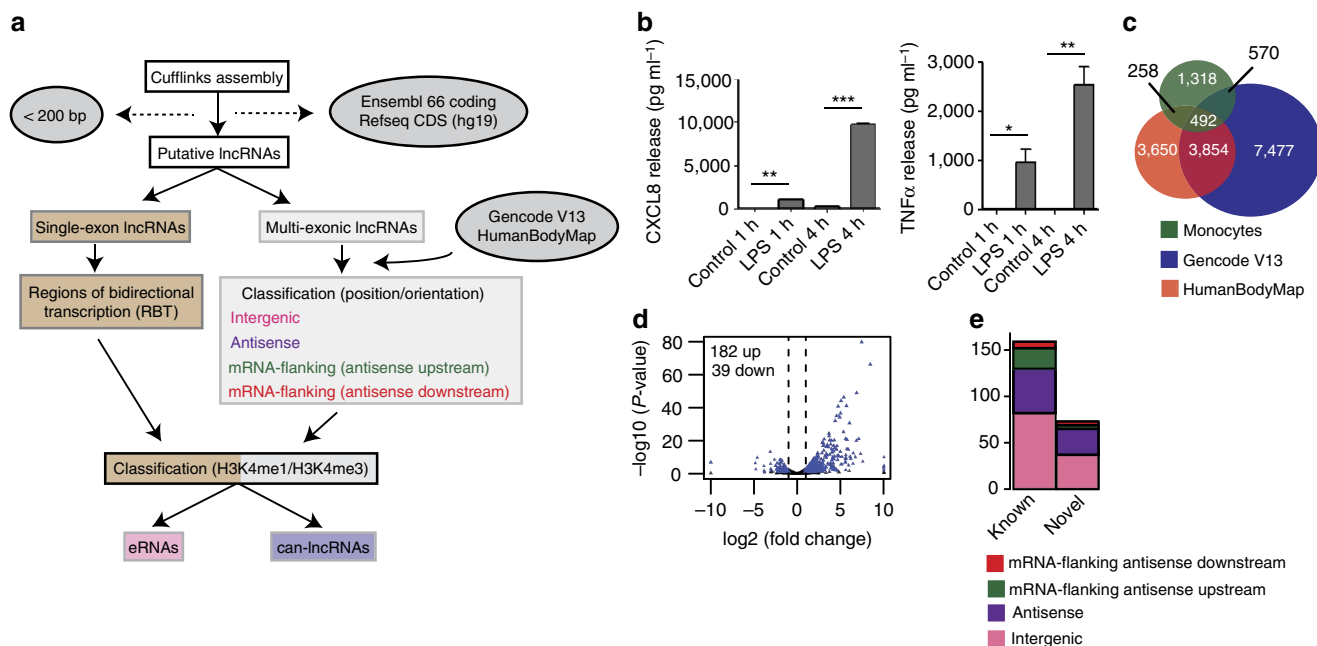 a
Cufflinks assembly
< 200 bp
Ensembl 66 coding
Refseq CDS (hg19)
Putative lncRNAs
Single-exon lncRNAs
Multi-exonic lncRNAs
Gencode V13
HumanBodyMap
Regions of bidirectional
transcription (RBT)
Classification (position/orientation)
Intergenic
Antisense
mRNA-flanking (antisense upstream)
mRNA-flanking (antisense downstream)
Classification (H3K4me1/H3K4me3)
eRNAs
can-lncRNAs
b
CXCL8 release (pg ml⁻¹)
15,000
10,000
5,000
0
**
***
Control 1 h
LPS 1 h
Control 4 h
LPS 4 h
TNFα release (pg ml⁻¹)
3,000
2,000
1,000
0
*
**
Control 1 h
LPS 1 h
Control 4 h
LPS 4 h
c
258
1,318
570
492
3,650
3,854
7,477
Monocytes
Gencode V13
HumanBodyMap
d
–log10 (P-value)
80
60
40
20
0
182 up
39 down
–10
–5
0
5
10
log2 (fold change)
e
150
100
50
0
Known
Novel
mRNA-flanking antisense downstream
mRNA-flanking antisense upstream
Antisense
Intergenic